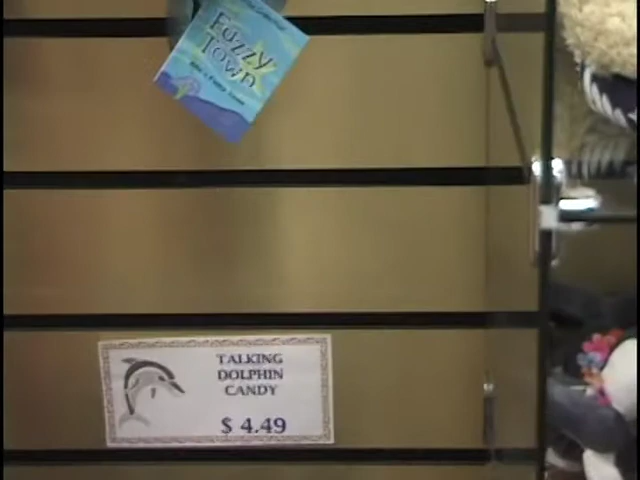 Fuzzy
Town
TALKING
DOLPHIN
CANDY
$ 4.49